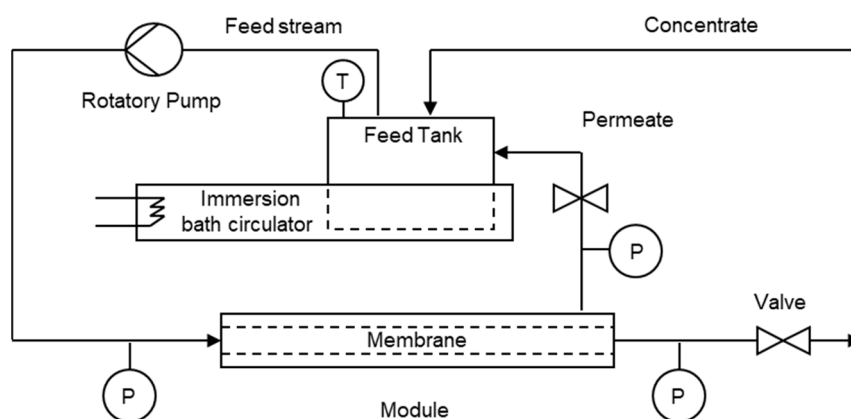 Feed stream
Concentrate
Rotatory Pump
T
Feed Tank
Permeate
Immersion
bath circulator
P
Valve
Membrane
P
P
Module